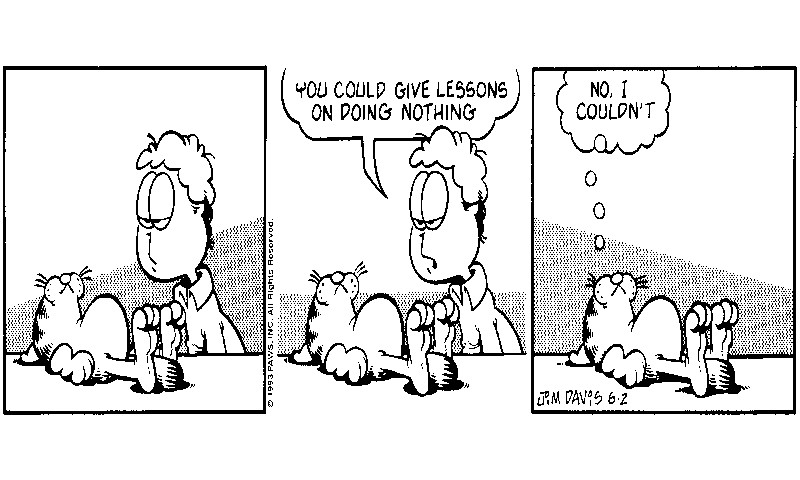 YOU COULD GIVE LESSONS
ON DOING NOTHING
© 1993 PAWS, INC. All Rights Reserved.
NO, I
COULDN'T
JIM DAVIS 6-2